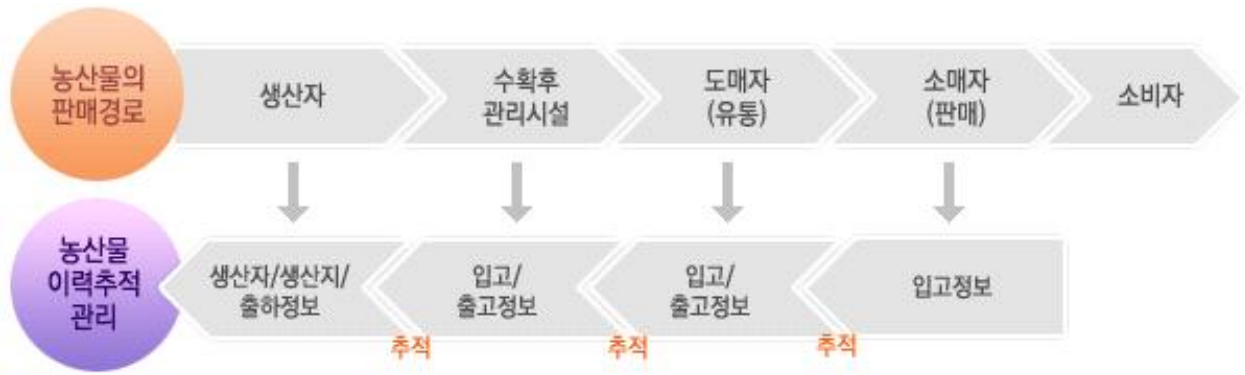 농산물의
판매경로
생산자
수확후
관리시설
도매자
(유통)
소매자
(판매)
소비자
농산물
이력추적
관리
생산자/생산지/
출하정보
입고/
출고정보
입고/
출고정보
입고정보
추적
추적
추적